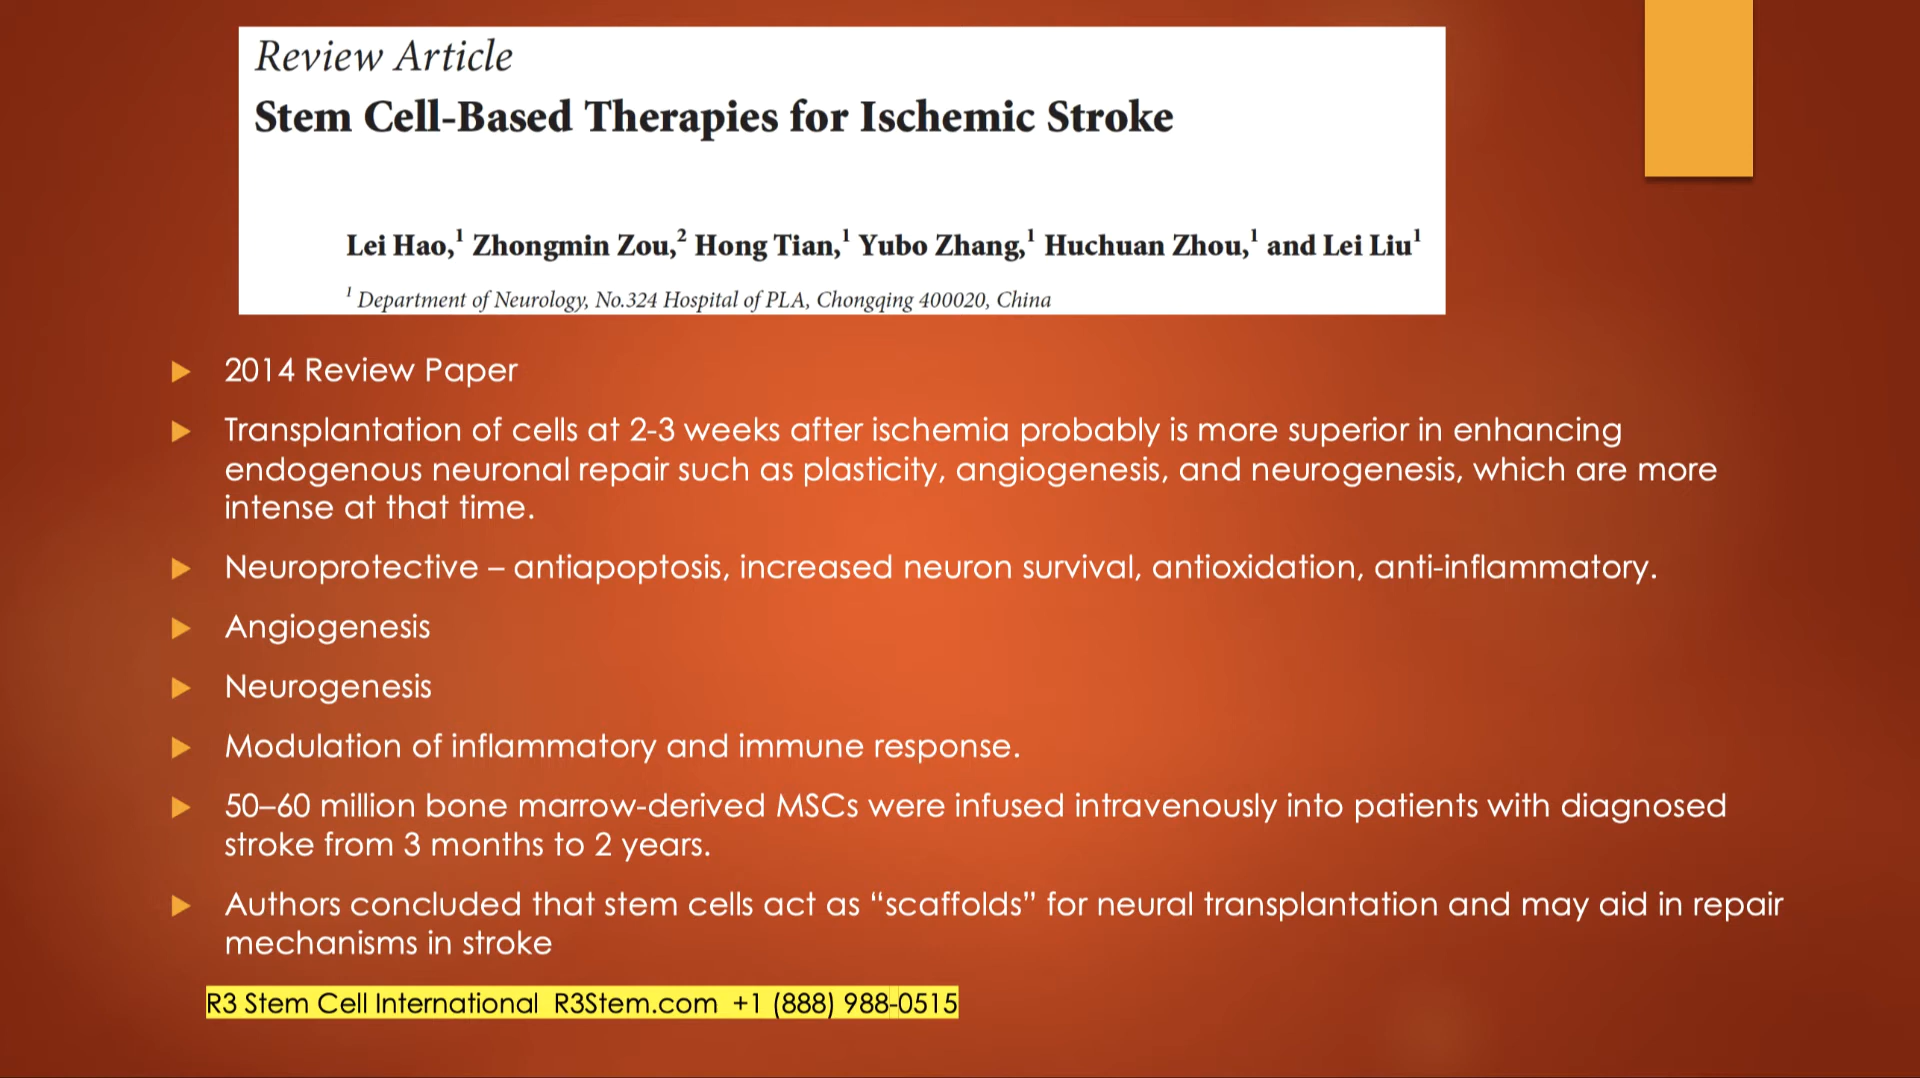 Review Article
Stem Cell-Based Therapies for Ischemic Stroke
Lei Hao,1 Zhongmin Zou,2 Hong Tian,1 Yubo Zhang,1 Huchuan Zhou,1 and Lei Liu1
1 Department of Neurology, No.324 Hospital of PLA, Chongqing 400020, China
2014 Review Paper
Transplantation of cells at 2-3 weeks after ischemia probably is more superior in enhancing
endogenous neuronal repair such as plasticity, angiogenesis, and neurogenesis, which are more
intense at that time.
Neuroprotective – antiapoptosis, increased neuron survival, antioxidation, anti-inflammatory.
Angiogenesis
Neurogenesis
Modulation of inflammatory and immune response.
50–60 million bone marrow-derived MSCs were infused intravenously into patients with diagnosed
stroke from 3 months to 2 years.
Authors concluded that stem cells act as “scaffolds” for neural transplantation and may aid in repair
mechanisms in stroke
R3 Stem Cell International R3Stem.com +1 (888) 988-0515